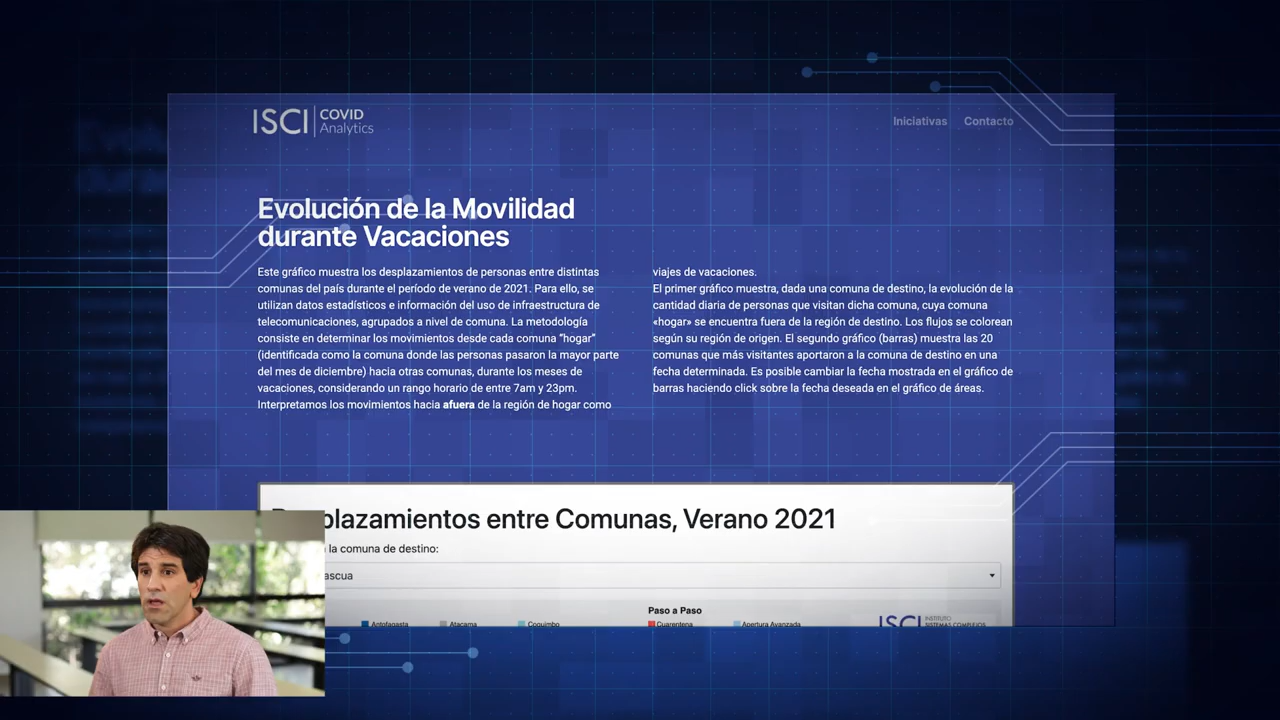 ISCI COVID
Analytics
Iniciativas Contacto
Evolución de la Movilidad
durante Vacaciones
Este gráfico muestra los desplazamientos de personas entre distintas
comunas del país durante el período de verano de 2021. Para ello, se
utilizan datos estadísticos e información del uso de infraestructura de
telecomunicaciones, agrupados a nivel de comuna. La metodología
consiste en determinar los movimientos desde cada comuna “hogar”
(identificada como la comuna donde las personas pasaron la mayor parte
del mes de diciembre) hacia otras comunas, durante los meses de
vacaciones, considerando un rango horario de entre 7am y 23pm.
Interpretamos los movimientos hacia afuera de la región de hogar como
viajes de vacaciones.
El primer gráfico muestra, dada una comuna de destino, la evolución de la
cantidad diaria de personas que visitan dicha comuna, cuya comuna
«hogar» se encuentra fuera de la región de destino. Los flujos se colorean
según su región de origen. El segundo gráfico (barras) muestra las 20
comunas que más visitantes aportaron a la comuna de destino en una
fecha determinada. Es posible cambiar la fecha mostrada en el gráfico de
barras haciendo click sobre la fecha deseada en el gráfico de áreas.
entre Comunas, Verano 2021
la comuna de destino:
Paso a Paso
Antofagasta Atacama Coquimbo Cuarentena Apertura Avanzada
ISCI INSTITUTO
SISTEMAS COMPLEJOS